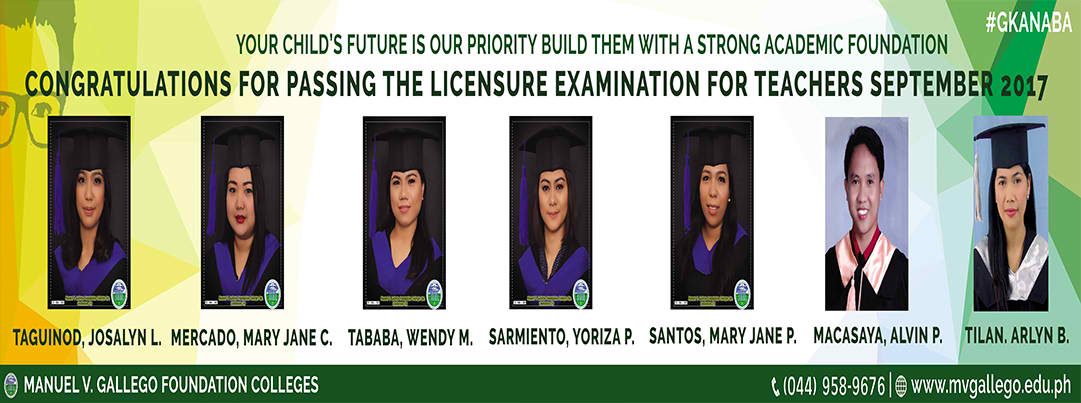 #GKANABA
YOUR CHILD'S FUTURE IS OUR PRIORITY BUILD THEM WITH A STRONG ACADEMIC FOUNDATION
CONGRATULATIONS FOR PASSING THE LICENSURE EXAMINATION FOR TEACHERS SEPTEMBER 2017
TAGUINOD, JOSALYN L. MERCADO, MARY JANE C. TABABA, WENDY M. SARMIENTO, YORIZA P. SANTOS, MARY JANE P. MACASAYA, ALVIN P. TILAN. ARLYN B.
MANUEL V. GALLEGO FOUNDATION COLLEGES (044) 958-9676 | www.mvgallego.edu.ph